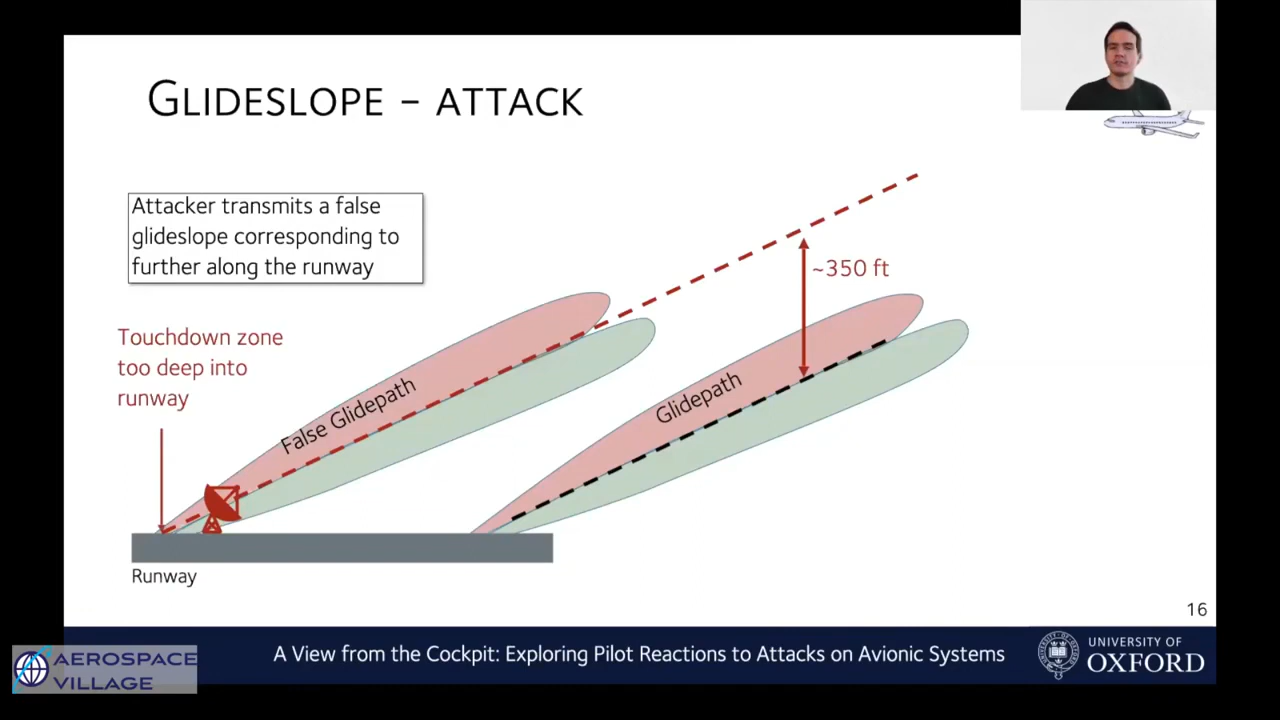 GLIDESLOPE – ATTACK
Attacker transmits a false
glideslope corresponding to
further along the runway
~350 ft
Touchdown zone
too deep into
runway
False Glidepath
Glidepath
Runway
16
A View from the Cockpit: Exploring Pilot Reactions to Attacks on Avionic Systems
UNIVERSITY OF
OXFORD
AEROSPACE
VILLAGE